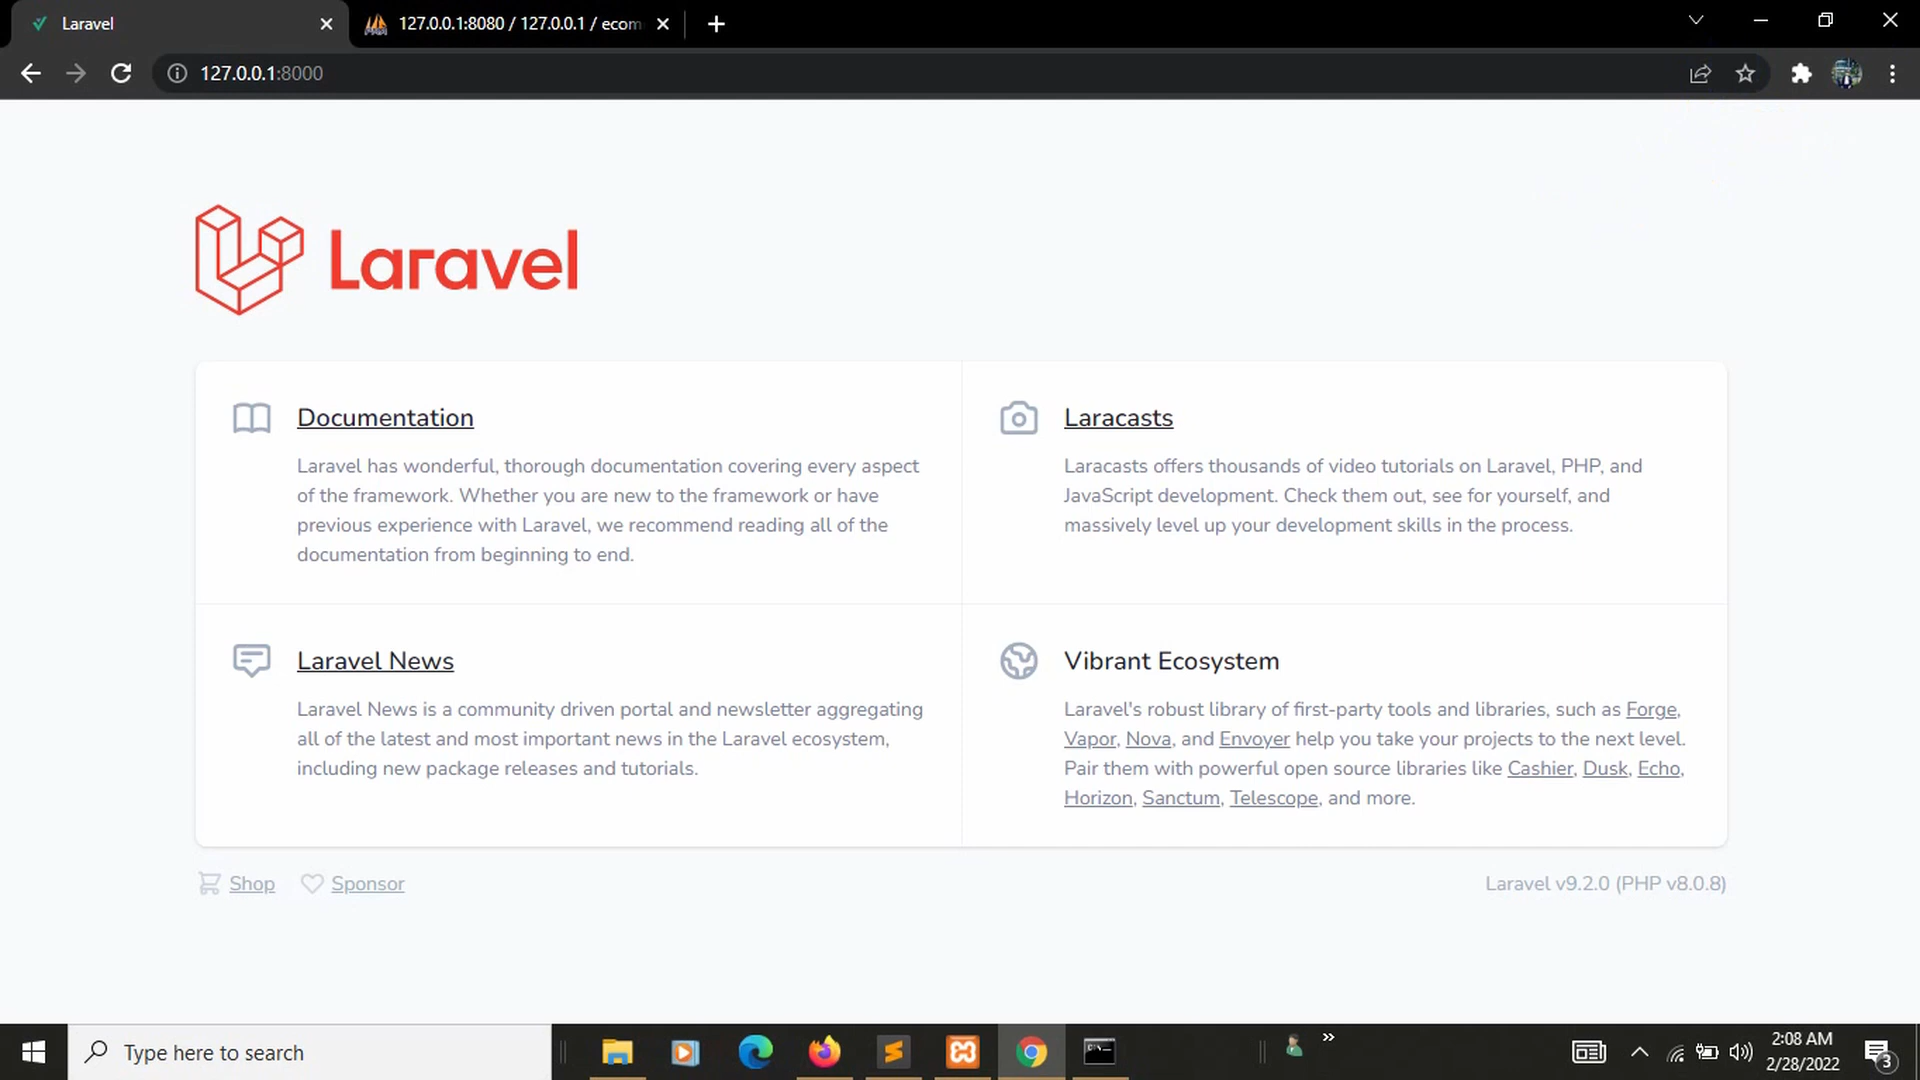 Laravel
127.0.0.1:8080 / 127.0.0.1 / ecom
127.0.0.1:8000
Laravel
Documentation
Laravel has wonderful, thorough documentation covering every aspect
of the framework. Whether you are new to the framework or have
previous experience with Laravel, we recommend reading all of the
documentation from beginning to end.
Laracasts
Laracasts offers thousands of video tutorials on Laravel, PHP, and
JavaScript development. Check them out, see for yourself, and
massively level up your development skills in the process.
Laravel News
Laravel News is a community driven portal and newsletter aggregating
all of the latest and most important news in the Laravel ecosystem,
including new package releases and tutorials.
Vibrant Ecosystem
Laravel's robust library of first-party tools and libraries, such as Forge,
Vapor, Nova, and Envoyer help you take your projects to the next level.
Pair them with powerful open source libraries like Cashier, Dusk, Echo,
Horizon, Sanctum, Telescope, and more.
Shop
Sponsor
Laravel v9.2.0 (PHP v8.0.8)
Type here to search
2:08 AM
2/28/2022
3